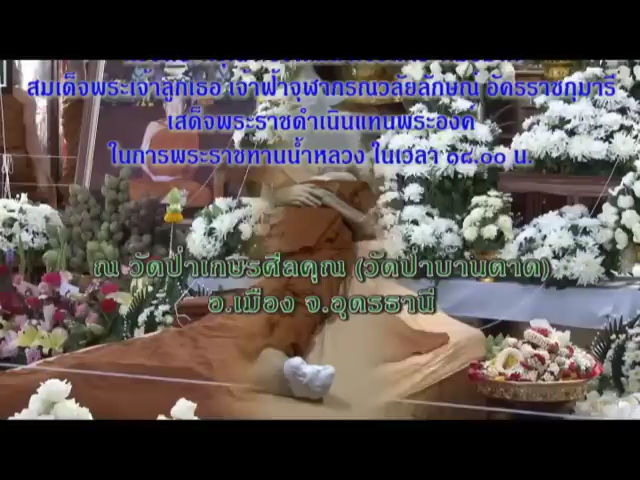 สมเด็จพระเจ้าลูกเธอ เจ้าฟ้าจุฬาภรณวลัยลักษณ์ อัครราชกุมารี
เสด็จพระราชดำเนินแทนพระองค์
ในการพระราชทานน้ำหลวง ในเวลา ๑๘.๐๐ น.
ณ วัดป่าเกษรศีลคุณ (วัดป่าบ้านตาด)
อ.เมือง จ.อุดรธานี